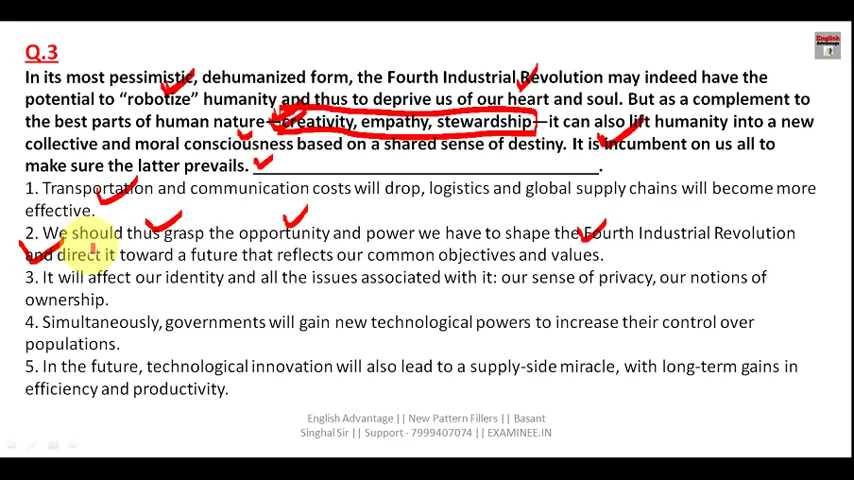 Q.3
English
Advantage
In its most pessimistic, dehumanized form, the Fourth Industrial Revolution may indeed have the
potential to “robotize” humanity and thus to deprive us of our heart and soul. But as a complement to
the best parts of human nature—creativity, empathy, stewardship—it can also lift humanity into a new
collective and moral consciousness based on a shared sense of destiny. It is incumbent on us all to
make sure the latter prevails. ______________________________________.
1. Transportation and communication costs will drop, logistics and global supply chains will become more
effective.
2. We should thus grasp the opportunity and power we have to shape the Fourth Industrial Revolution
and direct it toward a future that reflects our common objectives and values.
3. It will affect our identity and all the issues associated with it: our sense of privacy, our notions of
ownership.
4. Simultaneously, governments will gain new technological powers to increase their control over
populations.
5. In the future, technological innovation will also lead to a supply-side miracle, with long-term gains in
efficiency and productivity.
English Advantage || New Pattern Fillers || Basant
Singhal Sir || Support - 7999407074 || EXAMINEE.IN